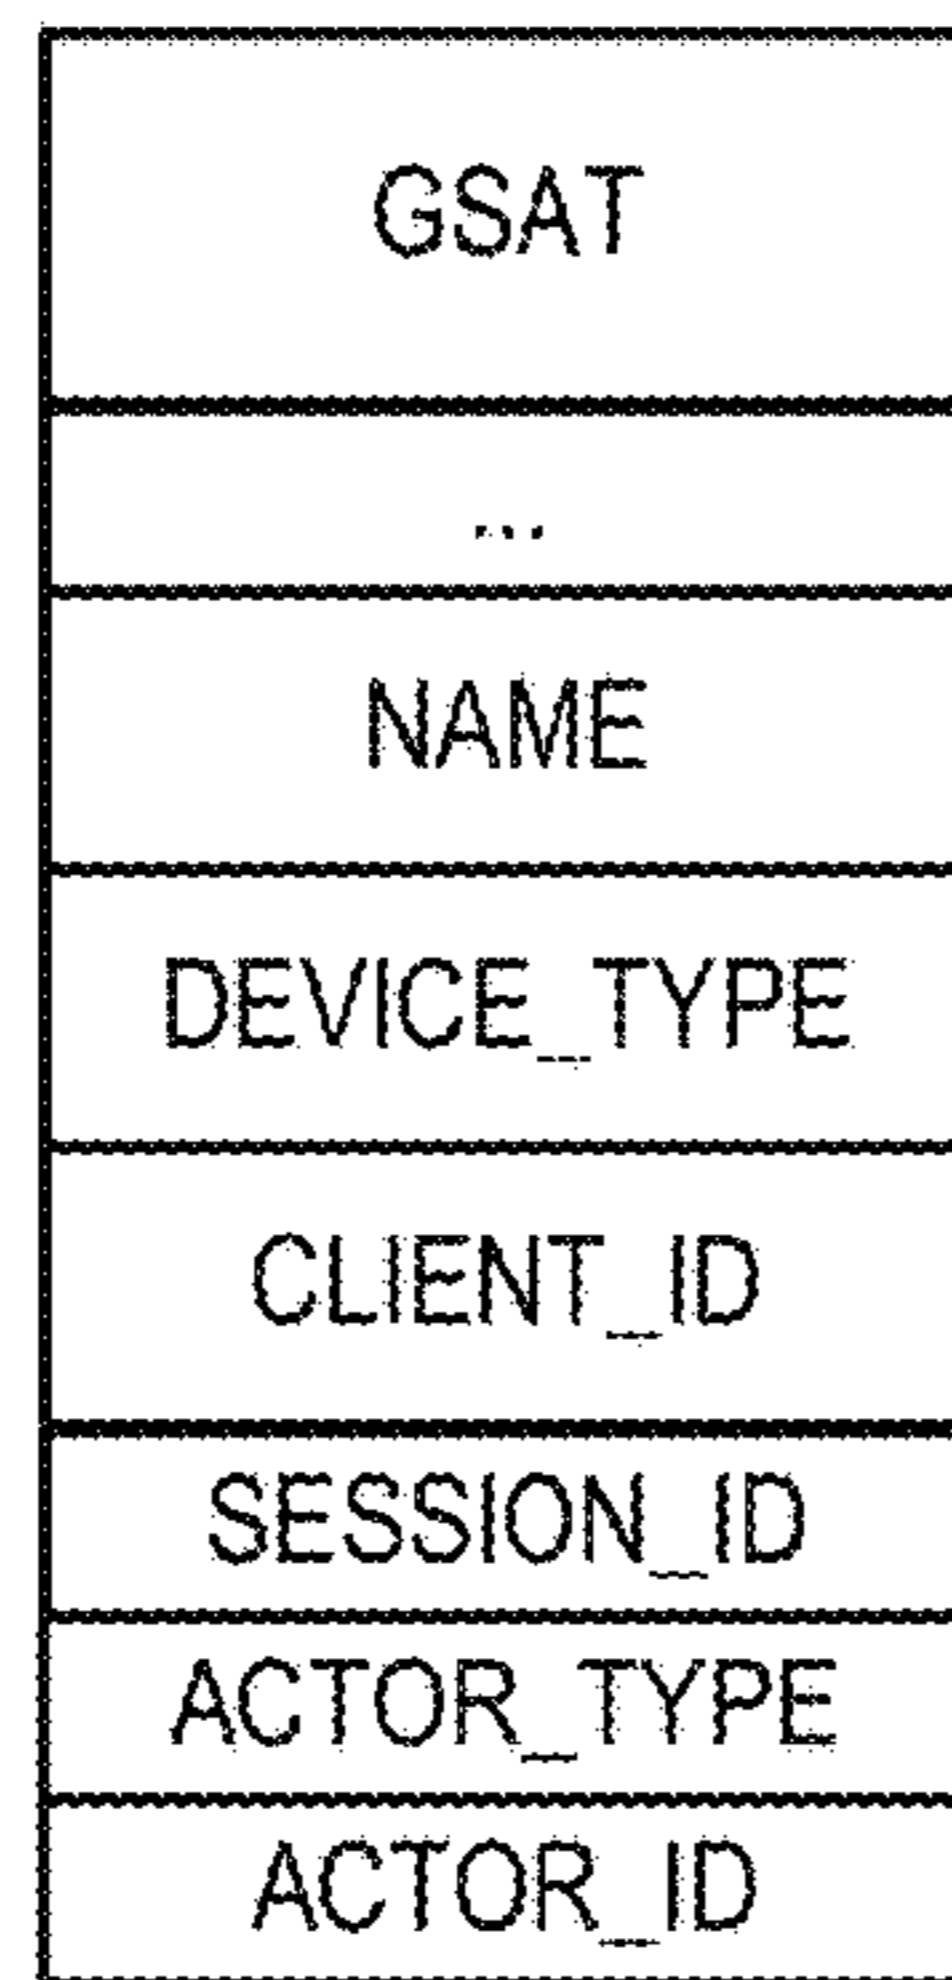 GSAT
...
NAME
DEVICE_TYPE
CLIENT_ID
SESSION_ID
ACTOR_TYPE
ACTOR_ID